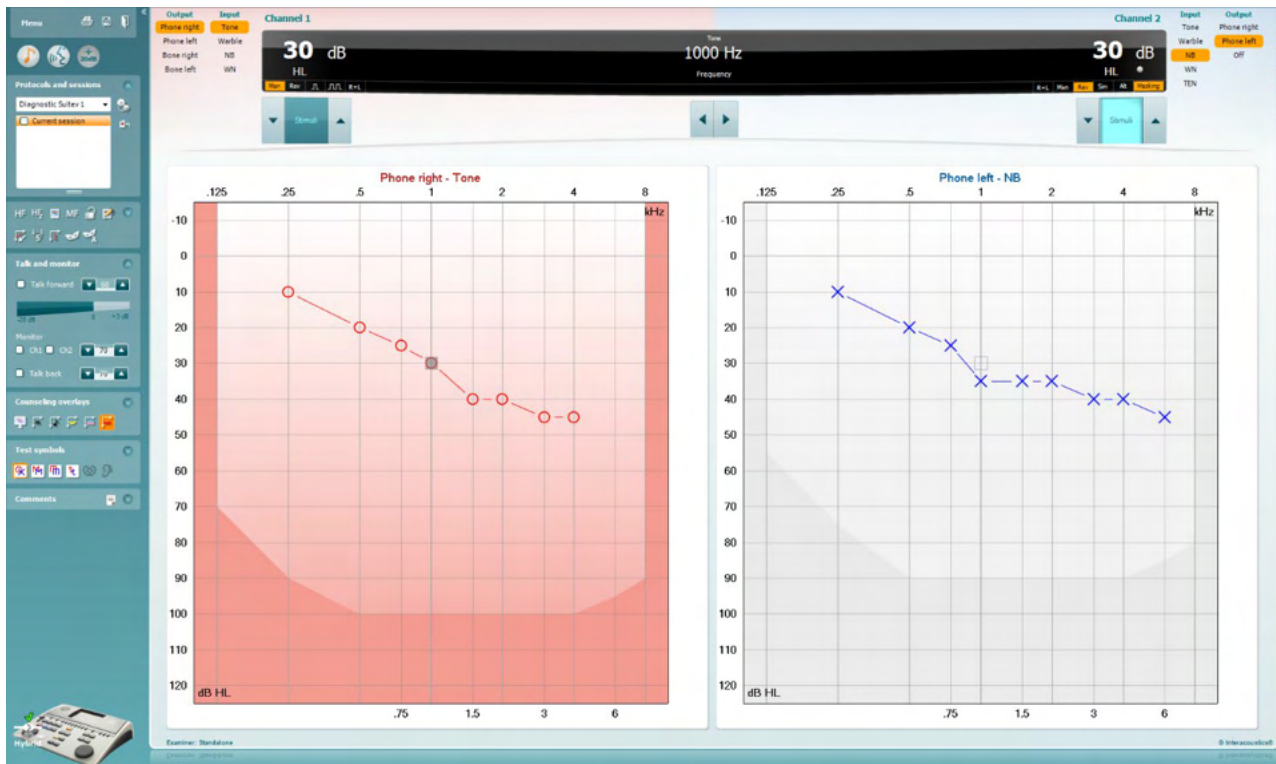 Menu
Protocols and sessions
Diagnostic Suitev 1
Current session
HF MF
Talk and monitor
Talk forward
0
Monitor
Ch1 Ch2 70
Talk back
Counseling overlays
Test symbols
Comments
Hybrid
Output Input
Phone right Tone
Phone left Warble
Bone right NB
Bone left WN
Channel 1
30 dB
HL
Man Rev R+L
Stimuli
Tone
1000 Hz
Frequency
Channel 2
30 dB
HL
R+L Man Rev Sim Alt Masking
Stimuli
Input Output
Tone Phone right
Warble Phone left
NB Off
WN
TEN
Phone right - Tone
.125 .25 .5 1 2 4 8
kHz
-10
0
10
20
30
40
50
60
70
80
90
100
110
120
dB HL
.75 1.5 3 6
Phone left - NB
.125 .25 .5 1 2 4 8
kHz
-10
0
10
20
30
40
50
60
70
80
90
100
110
120
dB HL
.75 1.5 3 6
Examiner: Standalone
© Interacoustics®